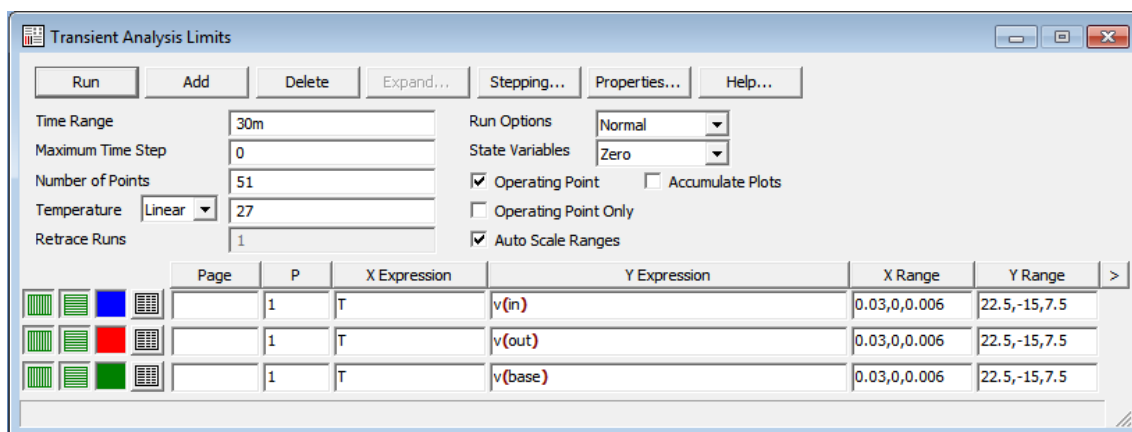 Transient Analysis Limits
Run Add Delete Expand... Stepping... Properties... Help...
Time Range 30m Run Options Normal
Maximum Time Step 0 State Variables Zero
Number of Points 51 Operating Point Accumulate Plots
Temperature Linear 27 Operating Point Only
Retrace Runs 1 Auto Scale Ranges
Page P X Expression Y Expression X Range Y Range >
1 T v(in) 0.03,0,0.006 22.5,-15,7.5
1 T v(out) 0.03,0,0.006 22.5,-15,7.5
1 T v(base) 0.03,0,0.006 22.5,-15,7.5